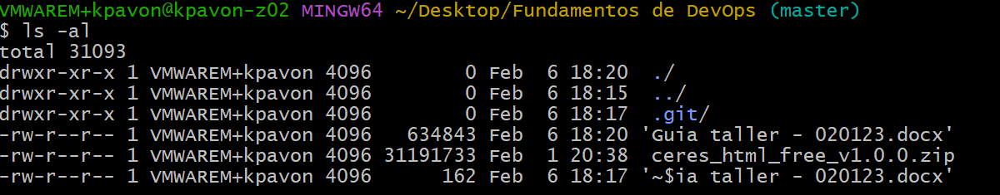 VMWAREM+kpavon@kpavon-z02 MINGW64 ~/Desktop/Fundamentos de DevOps (master)
$ ls -al
total 31093
drwxr-xr-x 1 VMWAREM+kpavon 4096        0 Feb  6 18:20  ./
drwxr-xr-x 1 VMWAREM+kpavon 4096        0 Feb  6 18:15  ../
drwxr-xr-x 1 VMWAREM+kpavon 4096        0 Feb  6 18:17  .git/
-rw-r--r-- 1 VMWAREM+kpavon 4096   634843 Feb  6 18:20 'Guia taller - 020123.docx'
-rw-r--r-- 1 VMWAREM+kpavon 4096 31191733 Feb  1 20:38  ceres_html_free_v1.0.0.zip
-rw-r--r-- 1 VMWAREM+kpavon 4096      162 Feb  6 18:17 '~$ia taller - 020123.docx'